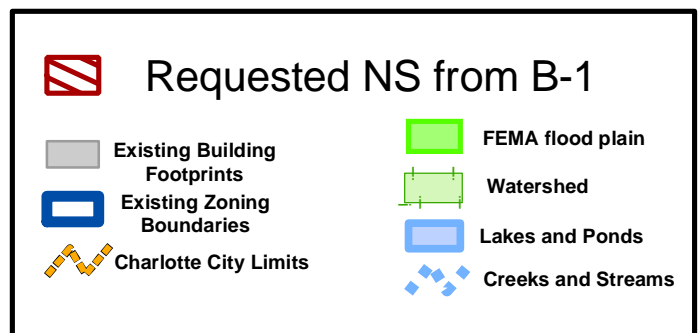 Requested NS from B-1
Existing Building
Footprints
Existing Zoning
Boundaries
Charlotte City Limits
FEMA flood plain
Watershed
Lakes and Ponds
Creeks and Streams